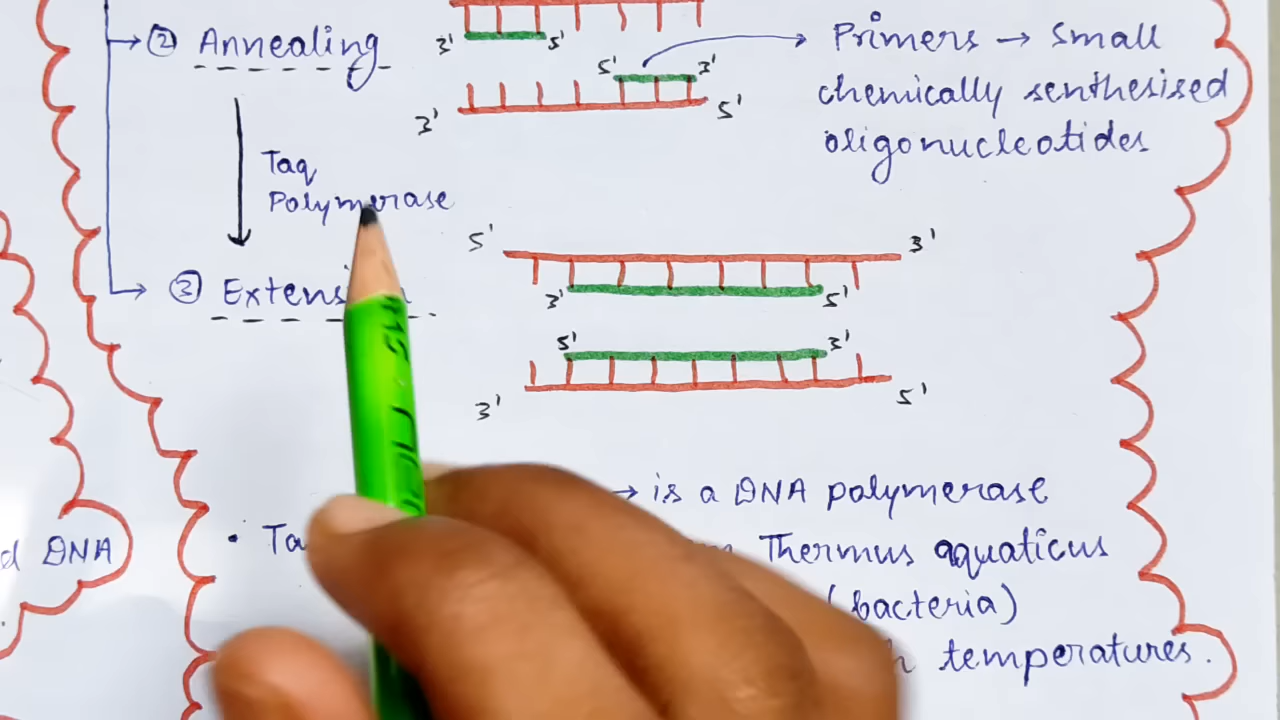 ② Annealing
3' 5'
5' 3'
3' 5'
Primers → Small
chemically senthesised
oligonucleotides
Taq
Polymerase
5' 3'
3' 5'
③ Extension
5' 3'
3' 5'
→ is a DNA polymerase
• Ta
Thermus aquaticus
(bacteria)
temperatures.
d DNA